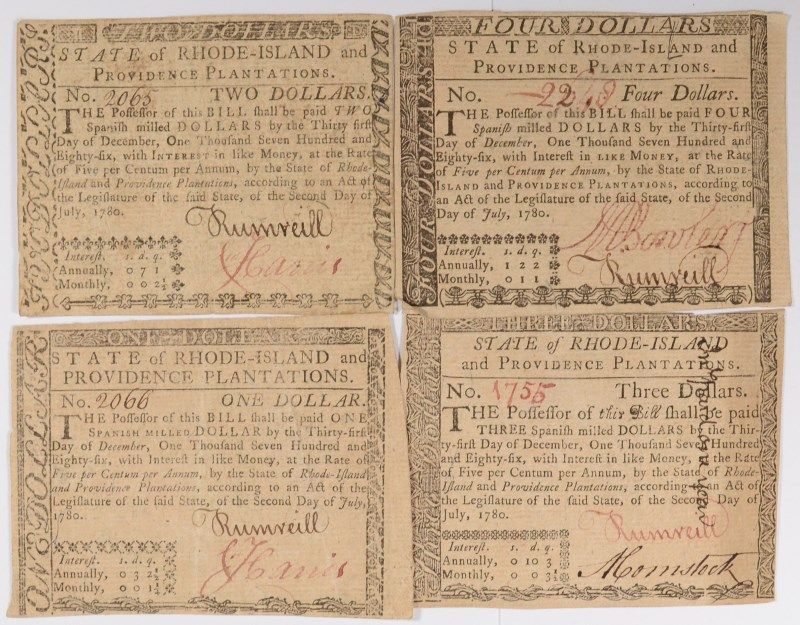 TWO DOLLARS
STATE of RHODE-ISLAND and
PROVIDENCE PLANTATIONS.
No. 2065 TWO DOLLARS.
THE Poſſeſſor of this BILL ſhall be paid TWO
Spaniſh milled DOLLARS by the Thirty-firſt
Day of December, One Thouſand Seven Hundred and
Eighty-ſix, with INTEREST in like Money, at the Rate
of Five per Centum per Annum, by the State of Rhode-
Iſland and Providence Plantations, according to an Act of
the Legiſlature of the ſaid State, of the Second Day of
July, 1780.
Rumreill
Intereſt. s. d. q.
Annually, 0 7 1
Monthly, 0 0 2½
Harris
FOUR DOLLARS
FOUR DOLLARS
STATE of RHODE-ISLAND and
PROVIDENCE PLANTATIONS.
No. Four Dollars.
THE Poſſeſſor of this BILL ſhall be paid FOUR
Spaniſh milled DOLLARS by the Thirty-firſt
Day of December, One Thouſand Seven Hundred and
Eighty-ſix, with Intereſt in LIKE MONEY, at the Rate
of Five per Centum per Annum, by the State of RHODE-
ISLAND and PROVIDENCE PLANTATIONS, according to
an Act of the Legiſlature of the ſaid State, of the Second
Day of July, 1780.
Intereſt. s. d. q.
Annually, 1 2 2
Monthly, 0 1 1
Rumreill
ONE DOLLAR
ONE DOLLAR
STATE of RHODE-ISLAND and
PROVIDENCE PLANTATIONS.
No. 2066 ONE DOLLAR.
THE Poſſeſſor of this BILL ſhall be paid ONE
SPANISH MILLED DOLLAR by the Thirty-firſt
Day of December, One Thouſand Seven Hundred and
Eighty-ſix, with Intereſt in like Money, at the Rate of
Five per Centum per Annum, by the State of Rhode-Iſland
and Providence Plantations, according to an Act of the
Legiſlature of the ſaid State, of the Second Day of July,
1780.
Rumreill
Intereſt. s. d. q.
Annually, 0 3 2½
Monthly, 0 0 1¼
Harris
THREE DOLLARS
STATE of RHODE-ISLAND
and PROVIDENCE PLANTATIONS.
No. 1755 Three Dollars.
THE Poſſeſſor of this Bill ſhall be paid
THREE Spaniſh milled DOLLARS by the Thir-
ty-firſt Day of December, One Thouſand Seven Hundred
and Eighty-ſix, with Intereſt in like Money, at the Rate
of Five per Centum per Annum, by the State of Rhode-
Iſland and Providence Plantations, according to an Act of
the Legiſlature of the ſaid State, of the Second Day of
July, 1780.
Rumreill
Intereſt. s. d. q.
Annually, 0 10 3
Monthly, 0 0 3½
Comstock
Int. paid one year